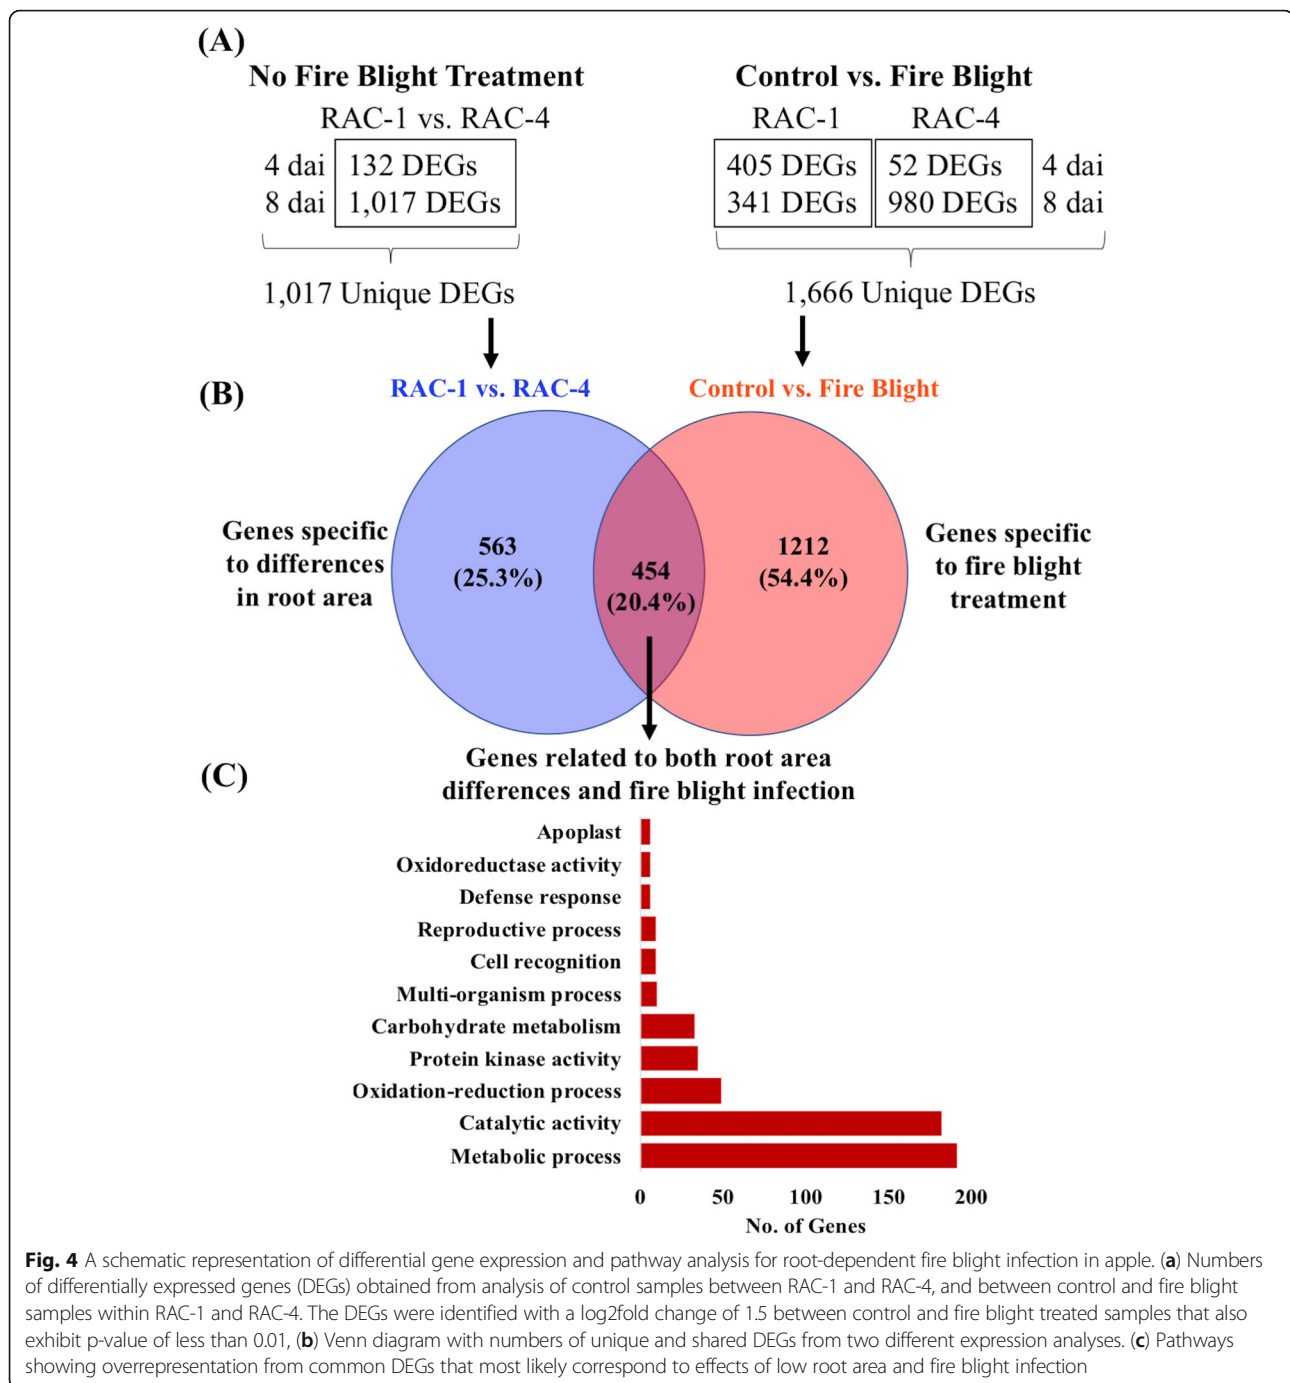 (A)
No Fire Blight Treatment
RAC-1 vs. RAC-4
4 dai 132 DEGs
8 dai 1,017 DEGs
1,017 Unique DEGs
Control vs. Fire Blight
RAC-1 RAC-4
405 DEGs 52 DEGs 4 dai
341 DEGs 980 DEGs 8 dai
1,666 Unique DEGs
(B)
RAC-1 vs. RAC-4
Control vs. Fire Blight
Genes specific
to differences
in root area
563
(25.3%)
454
(20.4%)
1212
(54.4%)
Genes specific
to fire blight
treatment
Genes related to both root area
differences and fire blight infection
(C)
Apoplast
Oxidoreductase activity
Defense response
Reproductive process
Cell recognition
Multi-organism process
Carbohydrate metabolism
Protein kinase activity
Oxidation-reduction process
Catalytic activity
Metabolic process
0 50 100 150 200
No. of Genes
Fig. 4 A schematic representation of differential gene expression and pathway analysis for root-dependent fire blight infection in apple. (a) Numbers
of differentially expressed genes (DEGs) obtained from analysis of control samples between RAC-1 and RAC-4, and between control and fire blight
samples within RAC-1 and RAC-4. The DEGs were identified with a log2fold change of 1.5 between control and fire blight treated samples that also
exhibit p-value of less than 0.01, (b) Venn diagram with numbers of unique and shared DEGs from two different expression analyses. (c) Pathways
showing overrepresentation from common DEGs that most likely correspond to effects of low root area and fire blight infection